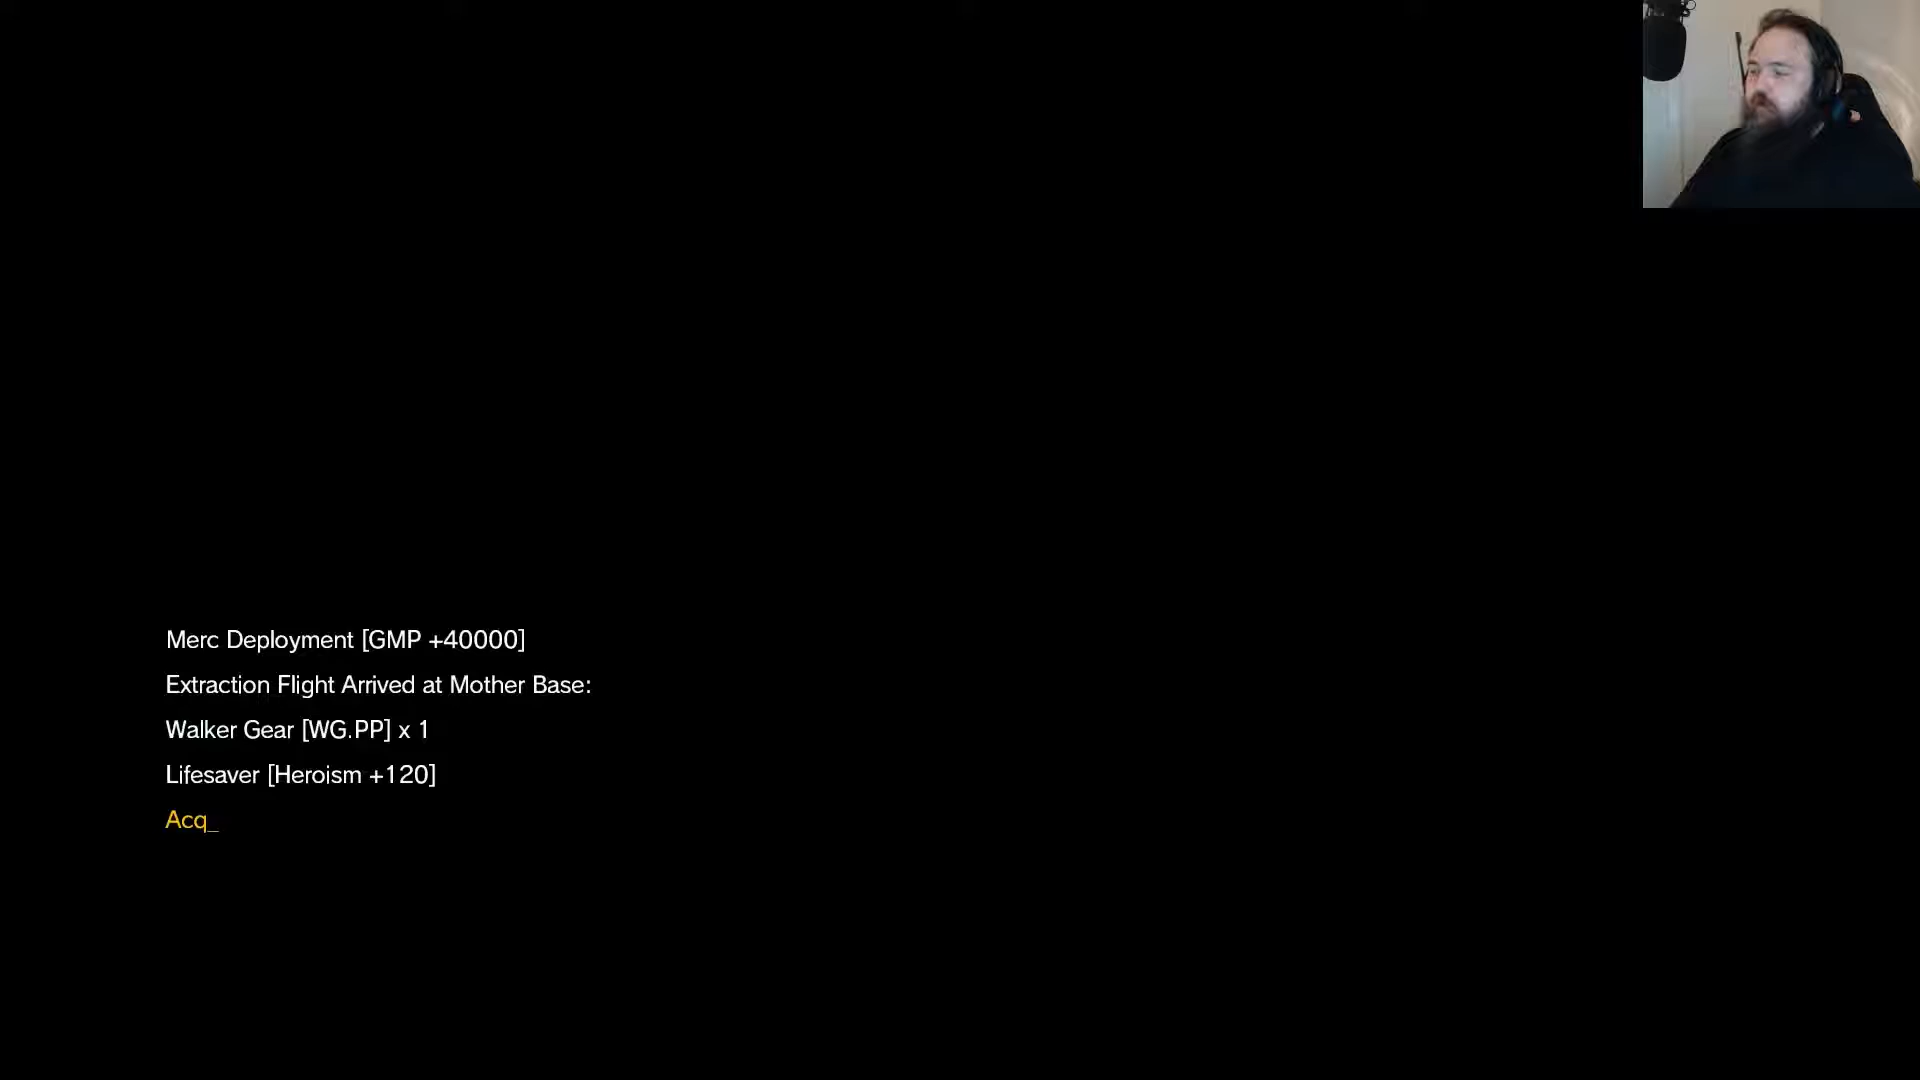 Merc Deployment [GMP +40000]
Extraction Flight Arrived at Mother Base:
Walker Gear [WG.PP] x 1
Lifesaver [Heroism +120]
Acq_